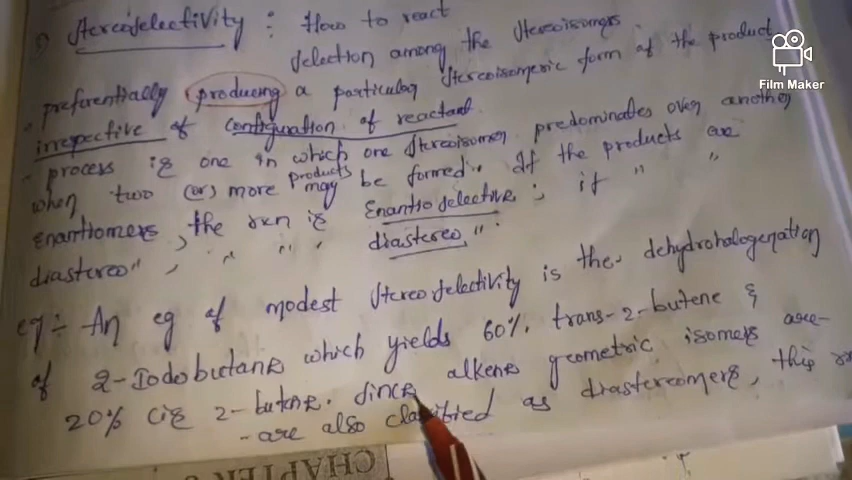 Stereoselectivity : How to react
selection among the stereoisomers.
- preferentially producing a particular stereoisomeric form of the product
irrespective of configuration of reactant
- process is one in which one stereoisomer predominates over another
when two (or) more products may be formed. If the products are
enantiomers, the rxn is Enantioselective ; if " "
diastereo" , " " ' diastereo ".
eg ÷ An eg of modest stereoselectivity is the dehydrohalogenation
of 2-Iodobutane which yields 60%. trans-2-butene &
20% cis 2-butene. Since alkene geometric isomers are-
-are also classified as diastereomers, this
CHAPTER
Film Maker